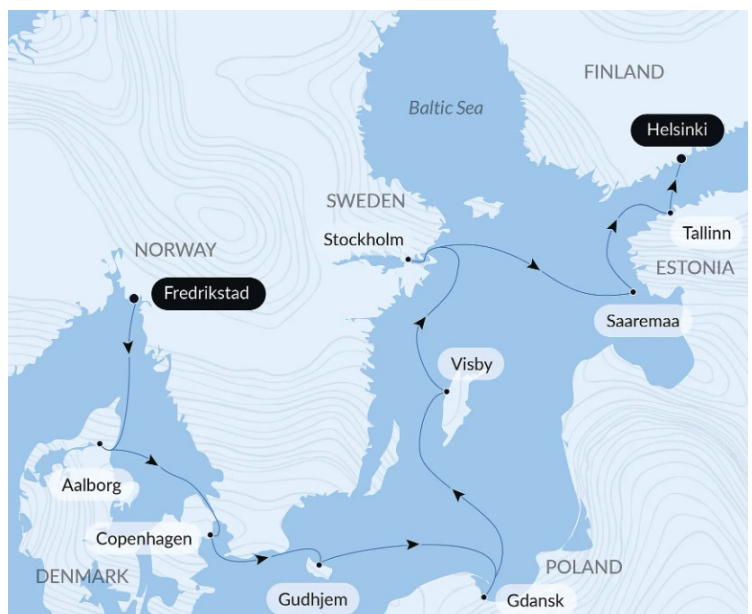 FINLAND
Baltic Sea
Helsinki
SWEDEN
Stockholm
Tallinn
NORWAY
ESTONIA
Fredrikstad
Saaremaa
Visby
Aalborg
Copenhagen
POLAND
DENMARK
Gudhjem
Gdansk